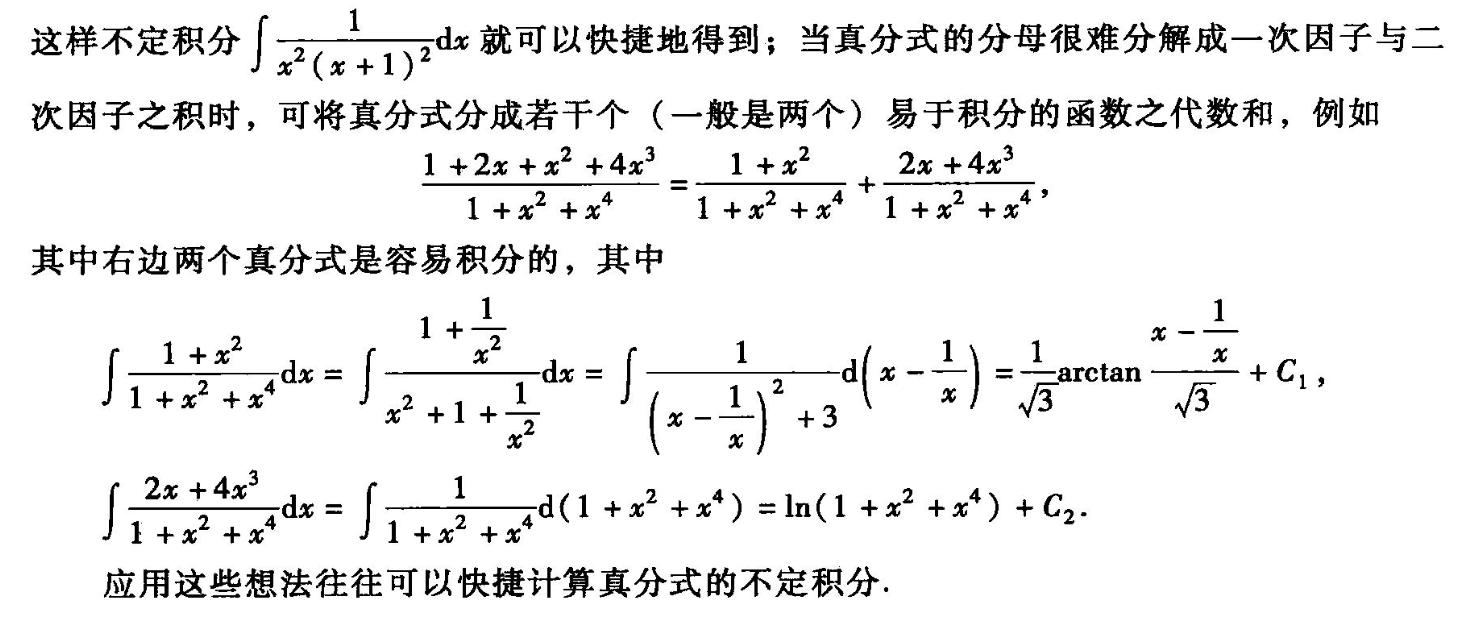 这样不定积分 $\int \frac{1}{x^2(x+1)^2}\mathrm{d}x$ 就可以快捷地得到；当真分式的分母很难分解成一次因子与二
次因子之积时，可将真分式分成若干个（一般是两个）易于积分的函数之代数和，例如
$\frac{1+2x+x^2+4x^3}{1+x^2+x^4}=\frac{1+x^2}{1+x^2+x^4}+\frac{2x+4x^3}{1+x^2+x^4},$
其中右边两个真分式是容易积分的，其中
$\int \frac{1+x^2}{1+x^2+x^4}\mathrm{d}x=\int \frac{1+\frac{1}{x^2}}{x^2+1+\frac{1}{x^2}}\mathrm{d}x=\int \frac{1}{\left(x-\frac{1}{x}\right)^2+3}\mathrm{d}\left(x-\frac{1}{x}\right)=\frac{1}{\sqrt{3}}\arctan\frac{x-\frac{1}{x}}{\sqrt{3}}+C_1,$
$\int \frac{2x+4x^3}{1+x^2+x^4}\mathrm{d}x=\int \frac{1}{1+x^2+x^4}\mathrm{d}(1+x^2+x^4)=\ln(1+x^2+x^4)+C_2.$
应用这些想法往往可以快捷计算真分式的不定积分.